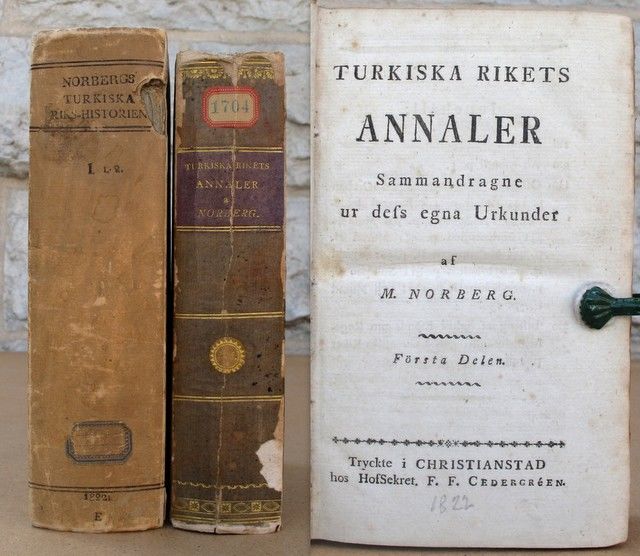 NORBERGS
TURKISKA
RIKS-HISTORIEN
I. 1.-2.
1822.
E
1704
TURKISKA RIKETS
ANNALER
a
NORBERG.
TURKISKA RIKETS
ANNALER
Sammandragne
ur deſs egna Urkunder
af
M. NORBERG.
Första Delen.
Tryckte i CHRISTIANSTAD
hos HofSekret. F. F. CEDERGRÉEN.
1822